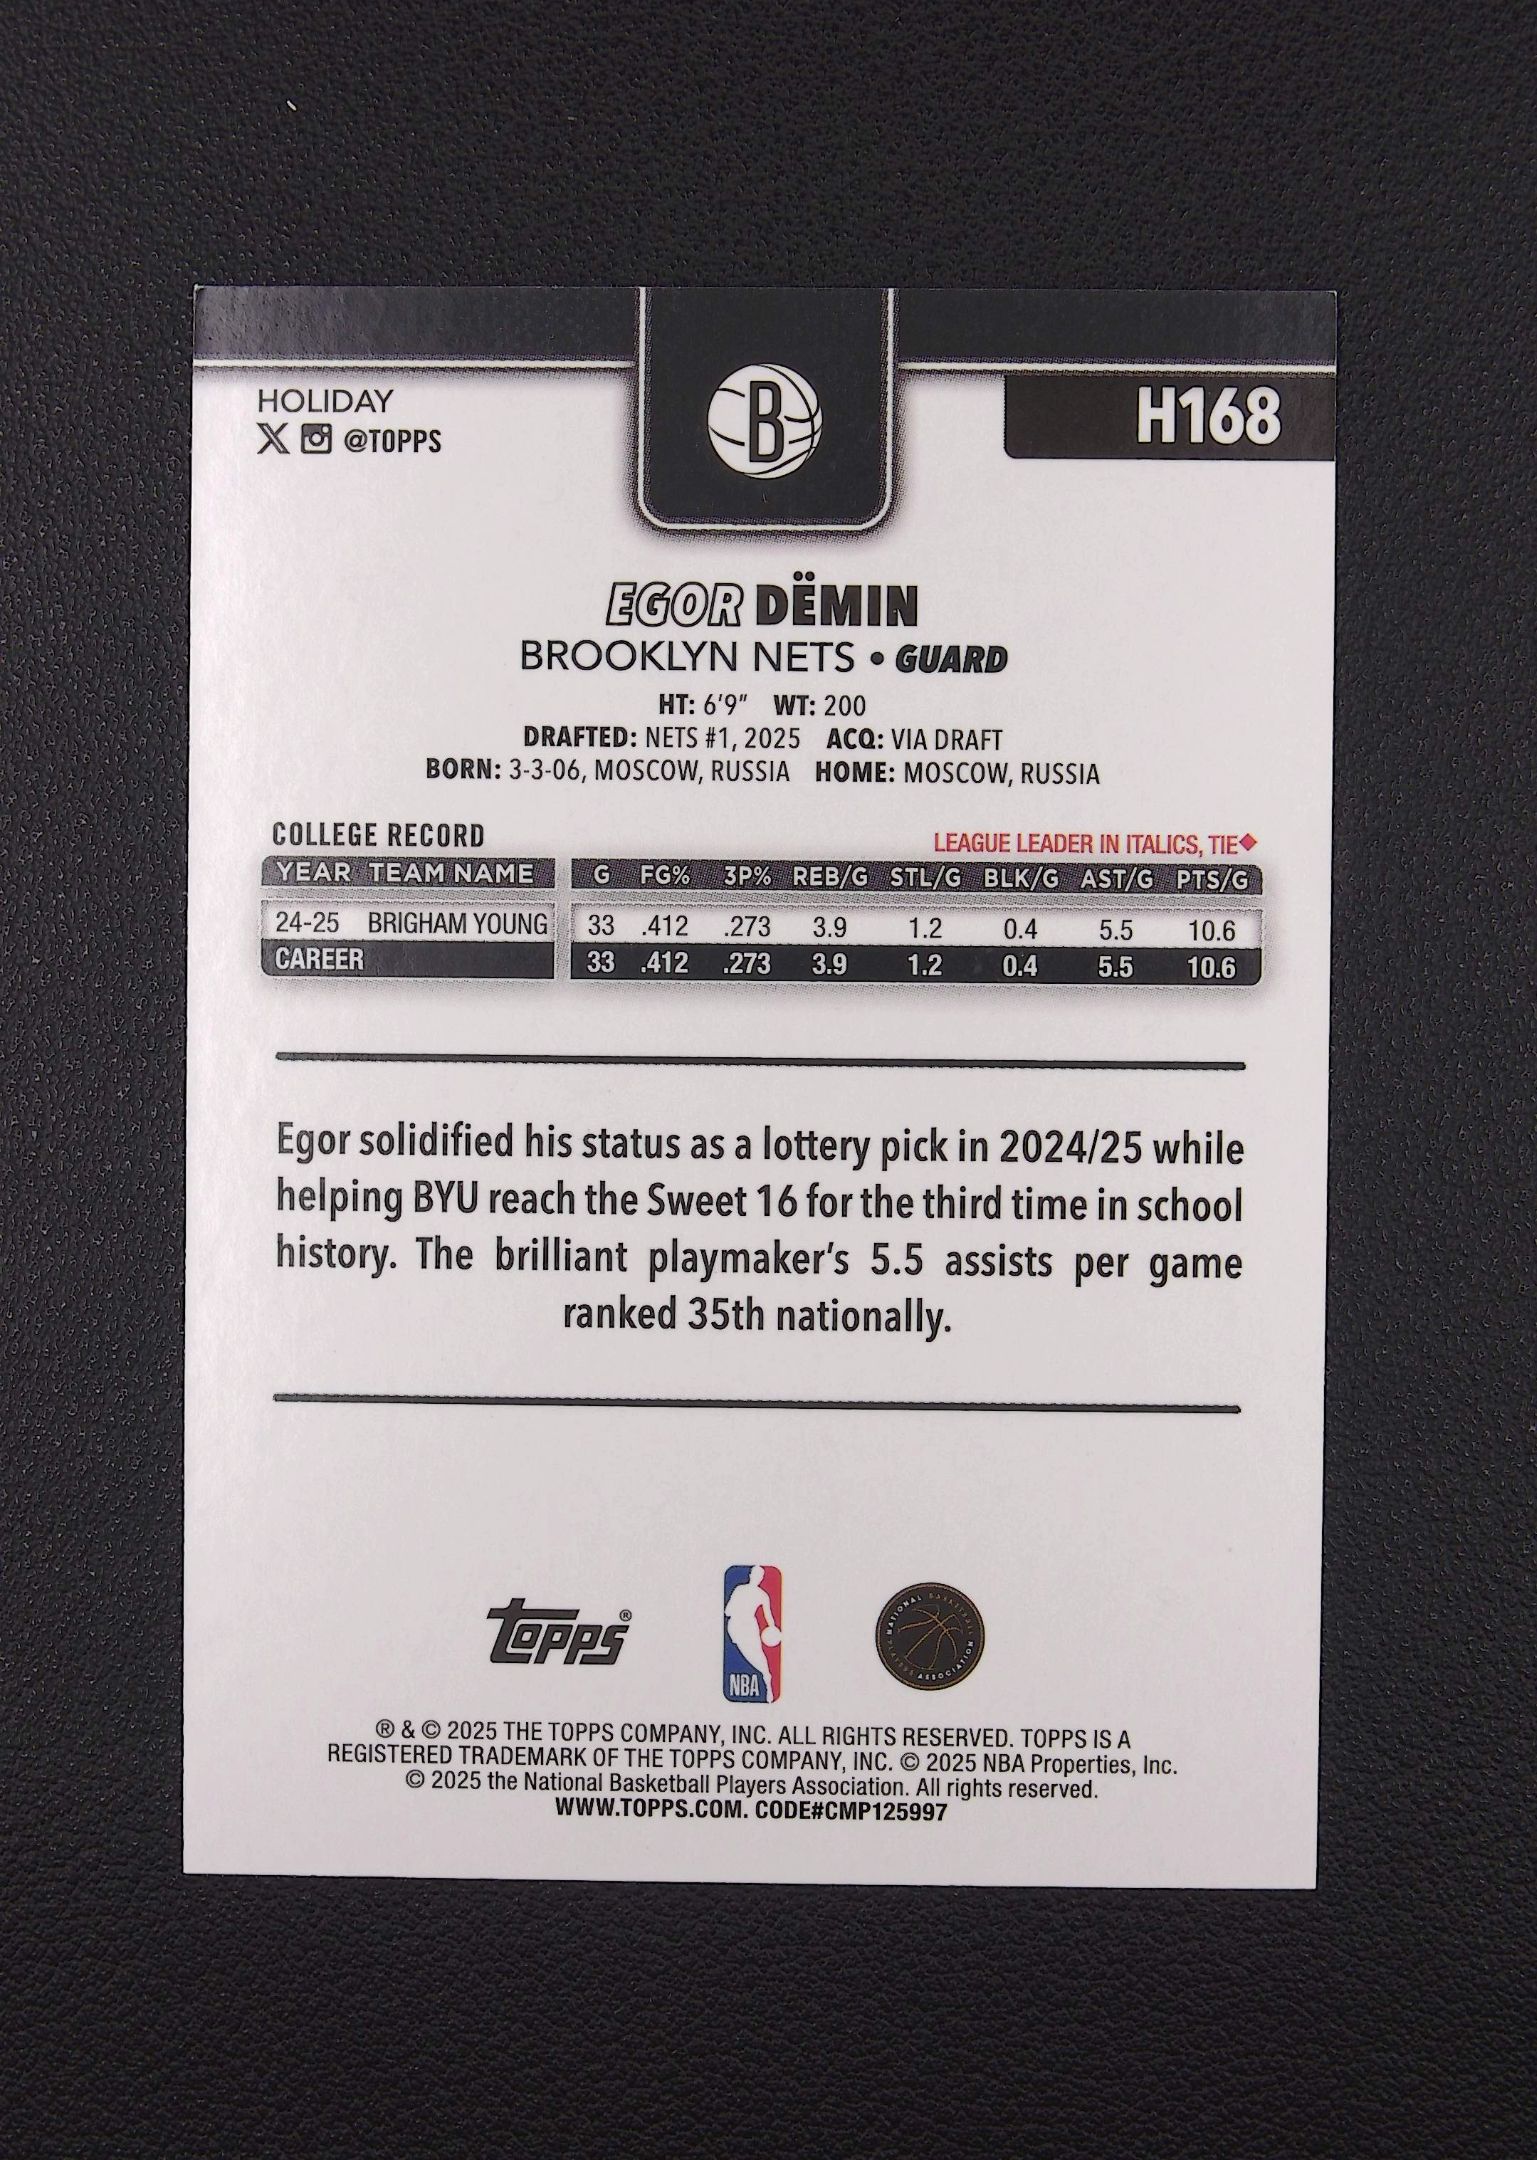 HOLIDAY
@TOPPS
B
H168
EGOR DËMIN
BROOKLYN NETS • GUARD
HT: 6'9" WT: 200
DRAFTED: NETS #1, 2025 ACQ: VIA DRAFT
BORN: 3-3-06, MOSCOW, RUSSIA HOME: MOSCOW, RUSSIA
COLLEGE RECORD LEAGUE LEADER IN ITALICS, TIE◆
YEAR TEAM NAME G FG% 3P% REB/G STL/G BLK/G AST/G PTS/G
24-25 BRIGHAM YOUNG 33 .412 .273 3.9 1.2 0.4 5.5 10.6
CAREER 33 .412 .273 3.9 1.2 0.4 5.5 10.6
Egor solidified his status as a lottery pick in 2024/25 while
helping BYU reach the Sweet 16 for the third time in school
history. The brilliant playmaker's 5.5 assists per game
ranked 35th nationally.
TOPPS®
NBA
NATIONAL BASKETBALL PLAYERS ASSOCIATION
® & © 2025 THE TOPPS COMPANY, INC. ALL RIGHTS RESERVED. TOPPS IS A
REGISTERED TRADEMARK OF THE TOPPS COMPANY, INC. © 2025 NBA Properties, Inc.
© 2025 the National Basketball Players Association. All rights reserved.
WWW.TOPPS.COM. CODE#CMP125997